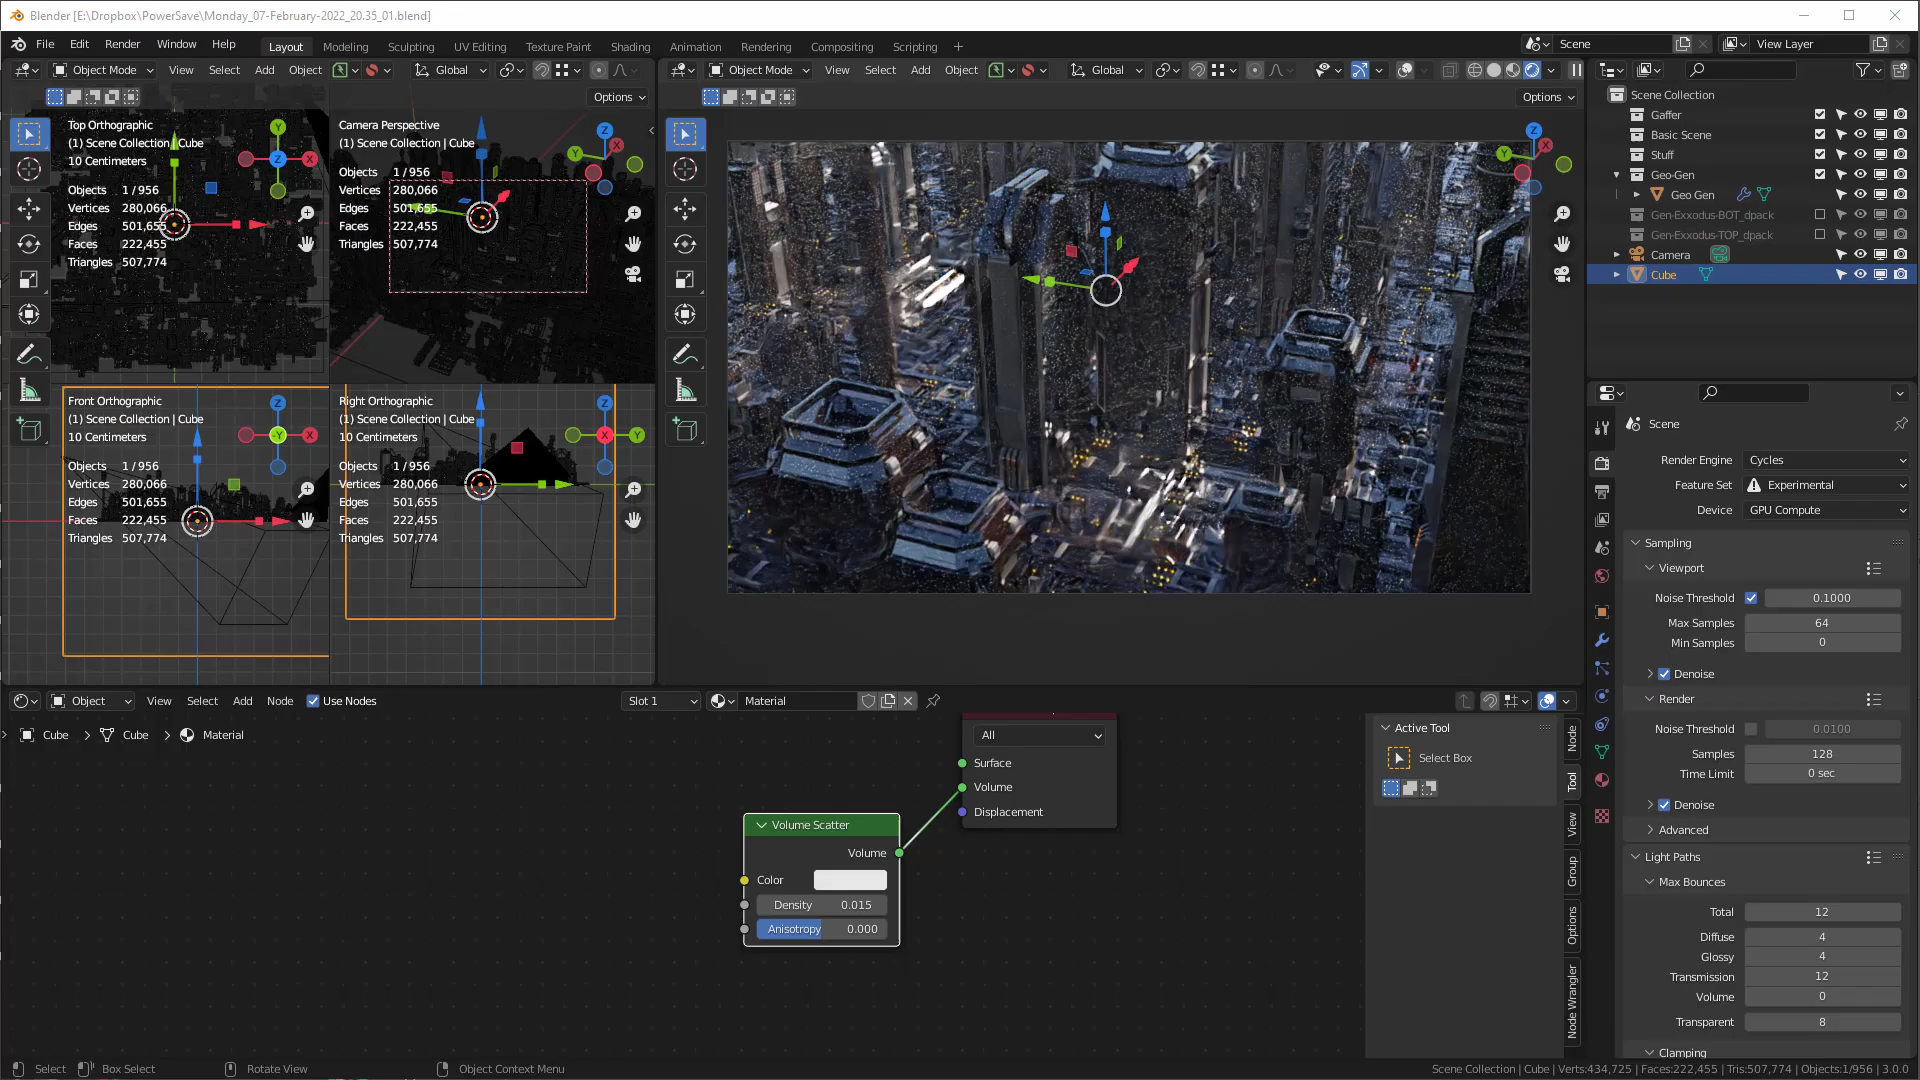 Blender [E:\Dropbox\PowerSave\Monday_07-February-2022_20.35_01.blend]
File Edit Render Window Help Layout Modeling Sculpting UV Editing Texture Paint Shading Animation Rendering Compositing Scripting + Scene View Layer
Object Mode View Select Add Object Global
Object Mode View Select Add Object Global
Options
Options
Top Orthographic
(1) Scene Collection | Cube
10 Centimeters
Objects 1 / 956
Vertices 280,066
Edges 501,655
Faces 222,455
Triangles 507,774
Y
X
Z
Camera Perspective
(1) Scene Collection | Cube
Objects 1 / 956
Vertices 280,066
Edges 501,655
Faces 222,455
Triangles 507,774
Z
X
Y
Front Orthographic
(1) Scene Collection | Cube
10 Centimeters
Objects 1 / 956
Vertices 280,066
Edges 501,655
Faces 222,455
Triangles 507,774
Z
-Y
X
Right Orthographic
(1) Scene Collection | Cube
10 Centimeters
Objects 1 / 956
Vertices 280,066
Edges 501,655
Faces 222,455
Triangles 507,774
Z
X
Y
Z
X
Y
Scene Collection
Gaffer
Basic Scene
Stuff
Geo-Gen
Geo Gen
Gen-Exxodus-BOT_dpack
Gen-Exxodus-TOP_dpack
Camera
Cube
Scene
Render Engine Cycles
Feature Set Experimental
Device GPU Compute
Sampling
Viewport
Noise Threshold 0.1000
Max Samples 64
Min Samples 0
Denoise
Render
Noise Threshold 0.0100
Samples 128
Time Limit 0 sec
Denoise
Advanced
Light Paths
Max Bounces
Total 12
Diffuse 4
Glossy 4
Transmission 12
Volume 0
Transparent 8
Clamping
Object View Select Add Node Use Nodes Slot 1 Material
Cube > Cube > Material
All
Surface
Volume
Displacement
Volume Scatter
Volume
Color
Density 0.015
Anisotropy 0.000
Active Tool
Select Box
Node
Tool
View
Group
Options
Node Wrangler
Select Box Select Rotate View Object Context Menu
Scene Collection | Cube | Verts:434,725 | Faces:222,455 | Tris:507,774 | Objects:1/956 | 3.0.0